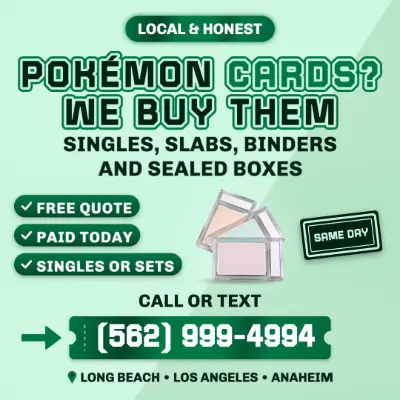 LOCAL & HONEST
POKÉMON CARDS?
WE BUY THEM
SINGLES, SLABS, BINDERS
AND SEALED BOXES
FREE QUOTE
PAID TODAY
SINGLES OR SETS
SAME DAY
CALL OR TEXT
(562) 999-4994
LONG BEACH • LOS ANGELES • ANAHEIM